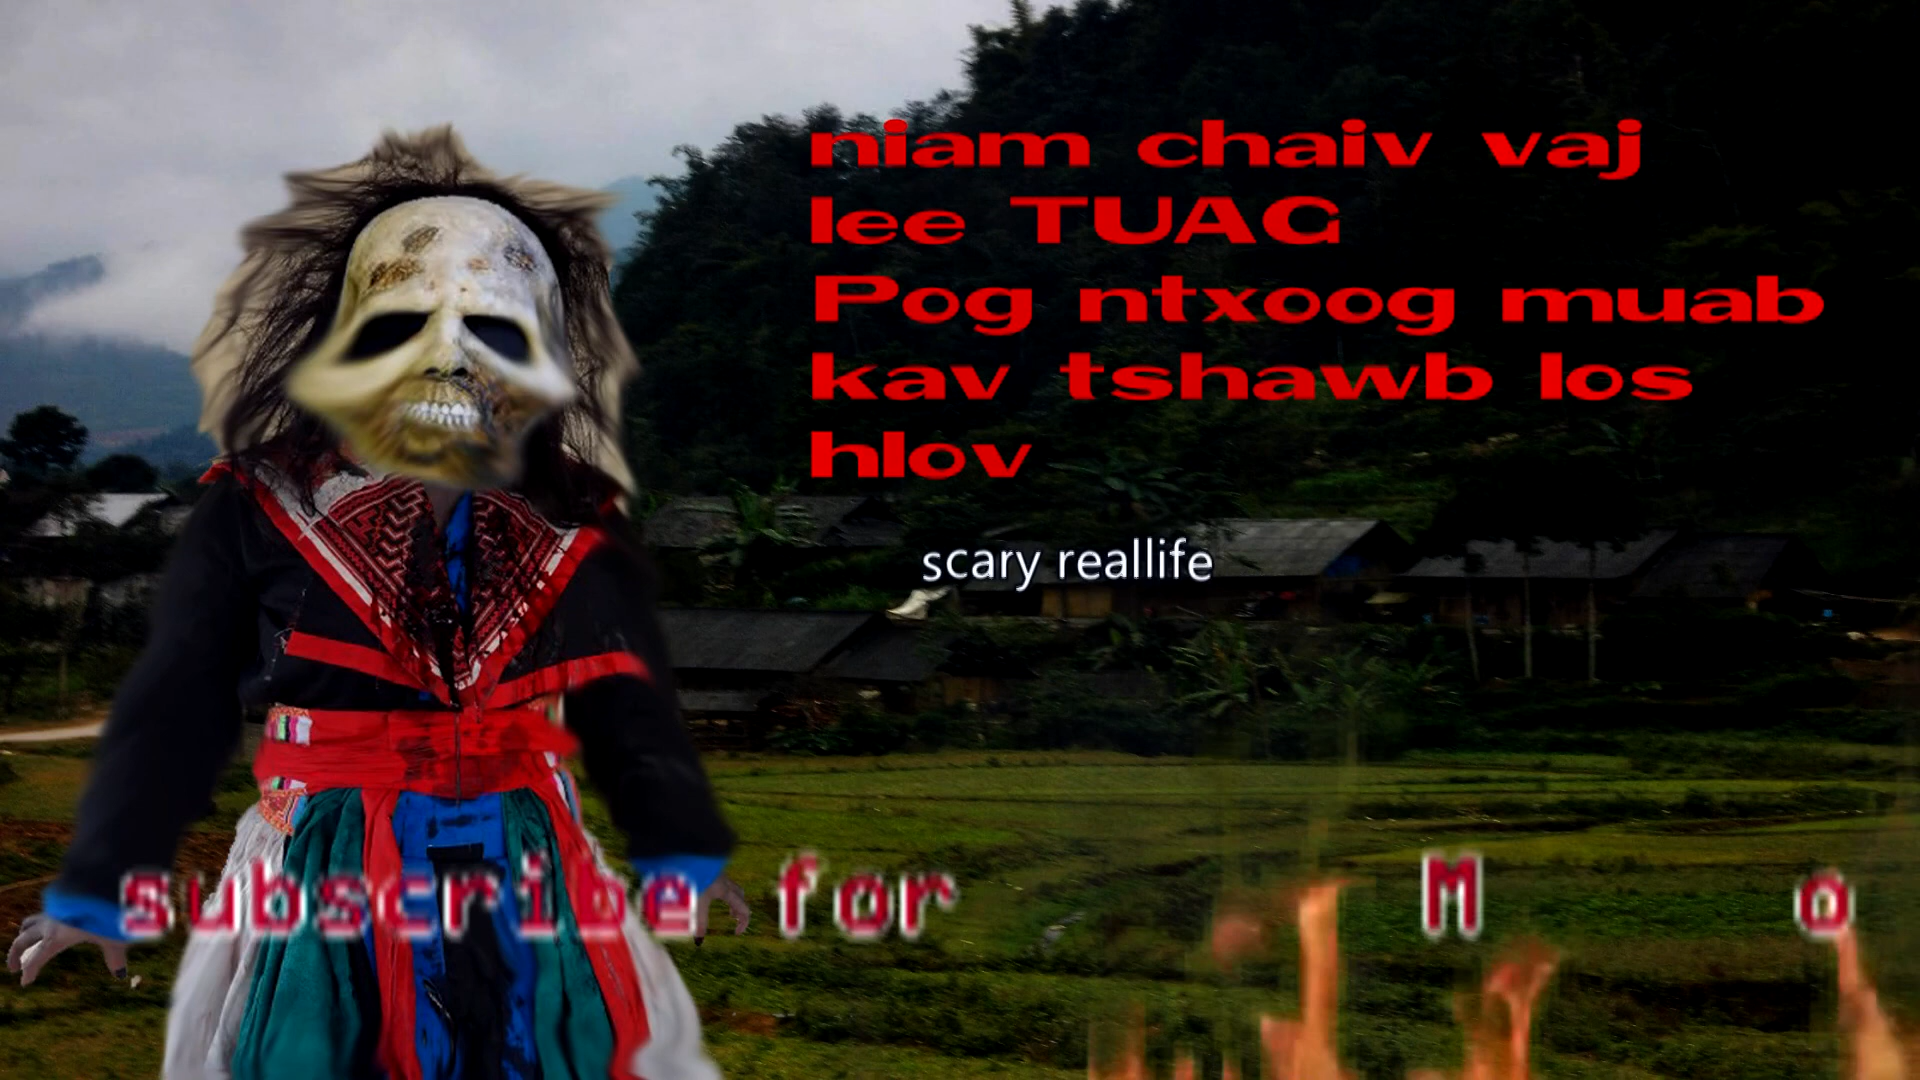 niam chaiv vaj
lee TUAG
Pog ntxoog muab
kav tshawb los
hlov
scary reallife
subscribe for M o